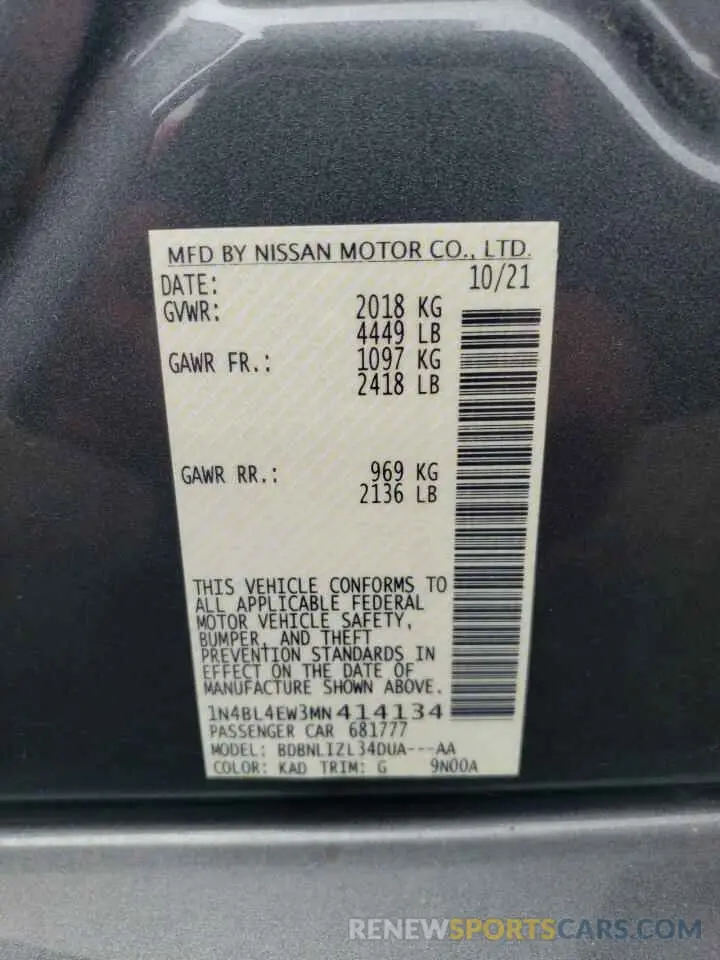 MFD BY NISSAN MOTOR CO., LTD.
DATE: 10/21
GVWR: 2018 KG
4449 LB
GAWR FR.: 1097 KG
2418 LB
GAWR RR.: 969 KG
2136 LB
THIS VEHICLE CONFORMS TO
ALL APPLICABLE FEDERAL
MOTOR VEHICLE SAFETY,
BUMPER, AND THEFT
PREVENTION STANDARDS IN
EFFECT ON THE DATE OF
MANUFACTURE SHOWN ABOVE.
1N4BL4EW3MN414134
PASSENGER CAR 681777
MODEL: BDBNLIZL34DUA---AA
COLOR: KAD TRIM: G 9N00A
RENEWSPORTSCARS.COM